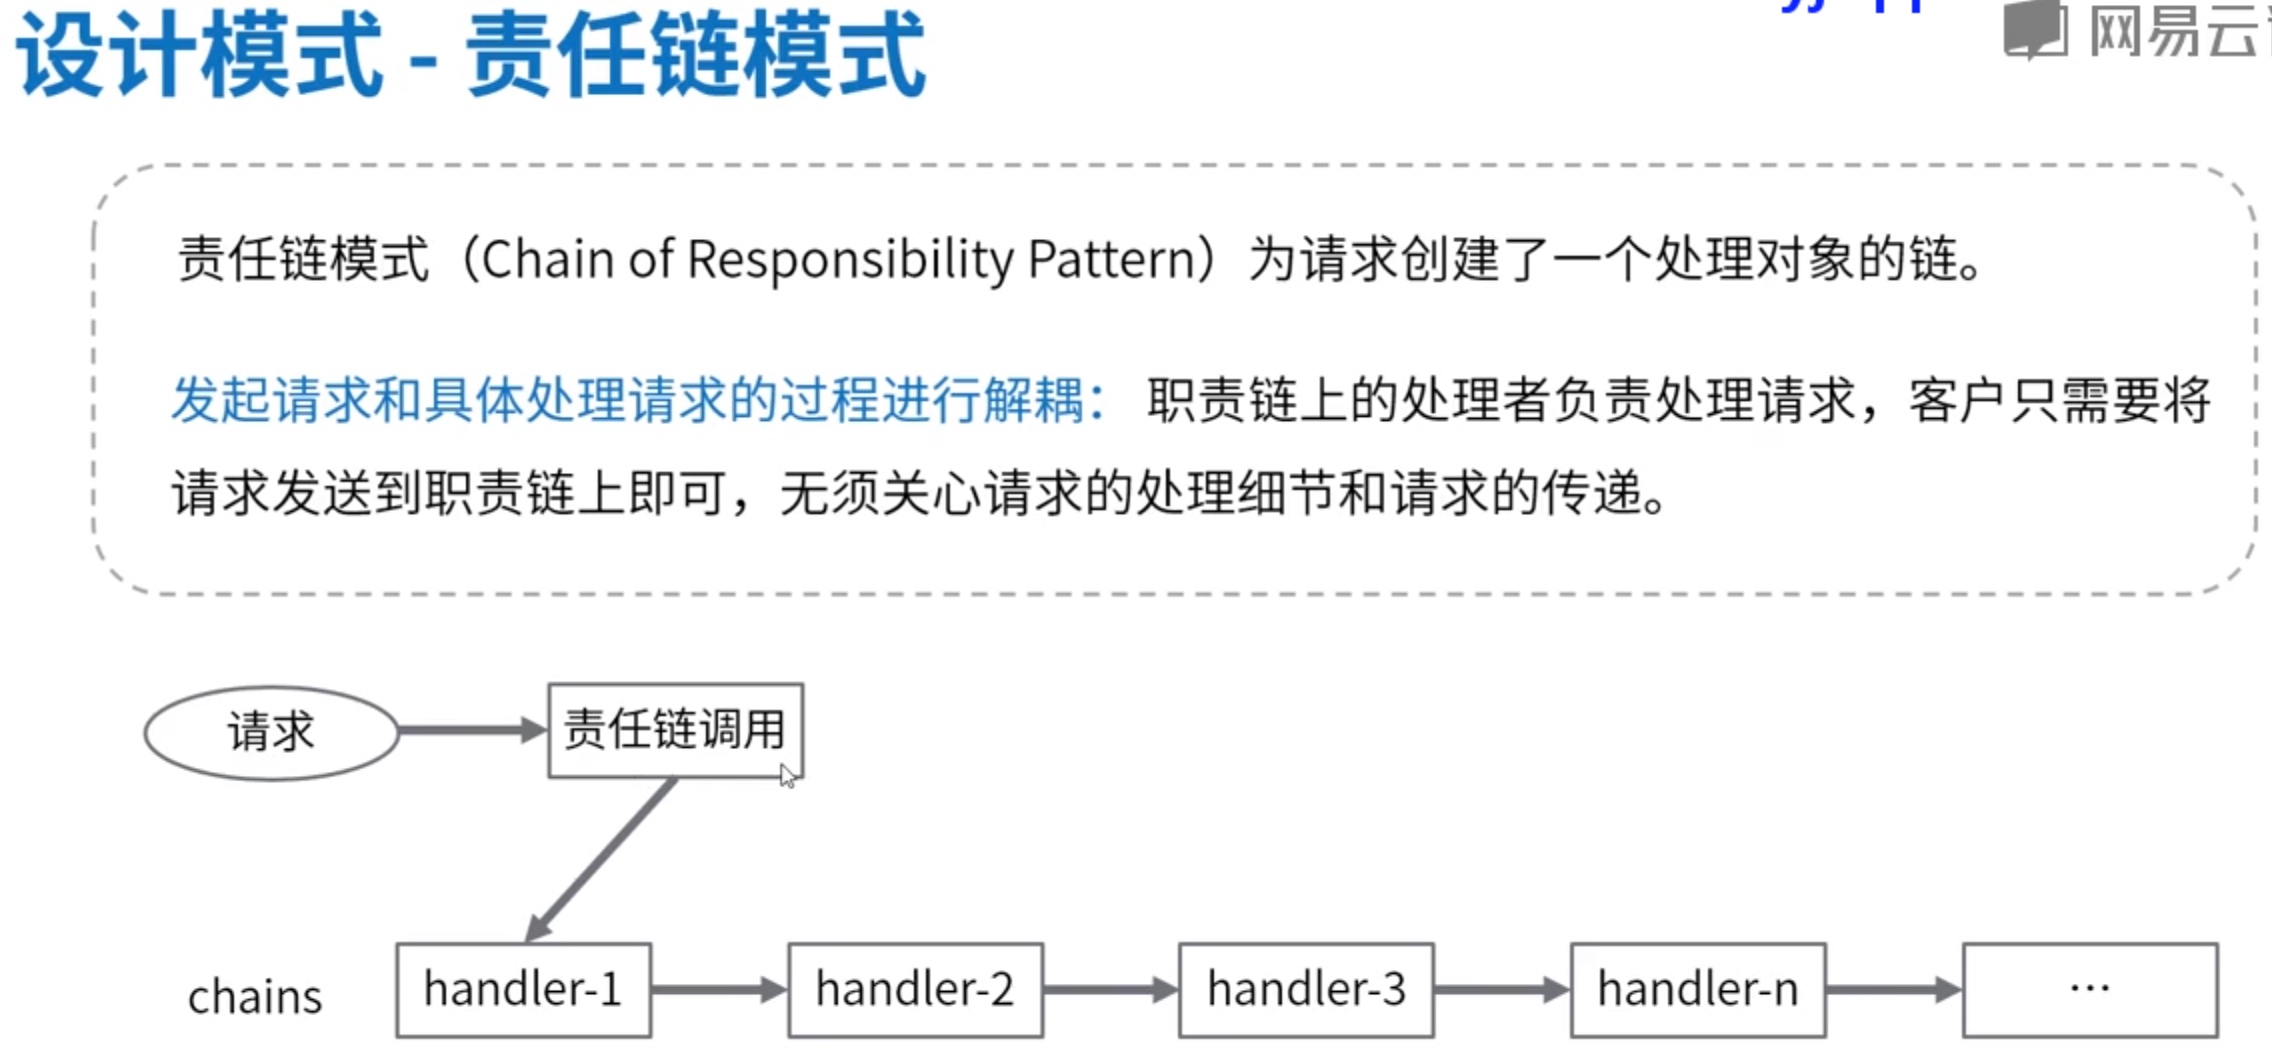 设计模式 - 责任链模式
网易云
责任链模式（Chain of Responsibility Pattern）为请求创建了一个处理对象的链。
发起请求和具体处理请求的过程进行解耦： 职责链上的处理者负责处理请求，客户只需要将
请求发送到职责链上即可，无须关心请求的处理细节和请求的传递。
请求
责任链调用
chains
handler-1
handler-2
handler-3
handler-n
…